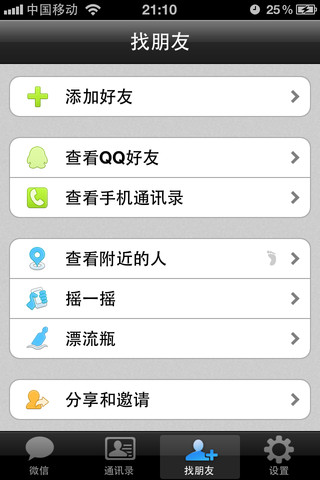 中国移动 21:10 25%
找朋友
添加好友
查看QQ好友
查看手机通讯录
查看附近的人
摇一摇
漂流瓶
分享和邀请
微信 通讯录 找朋友 设置